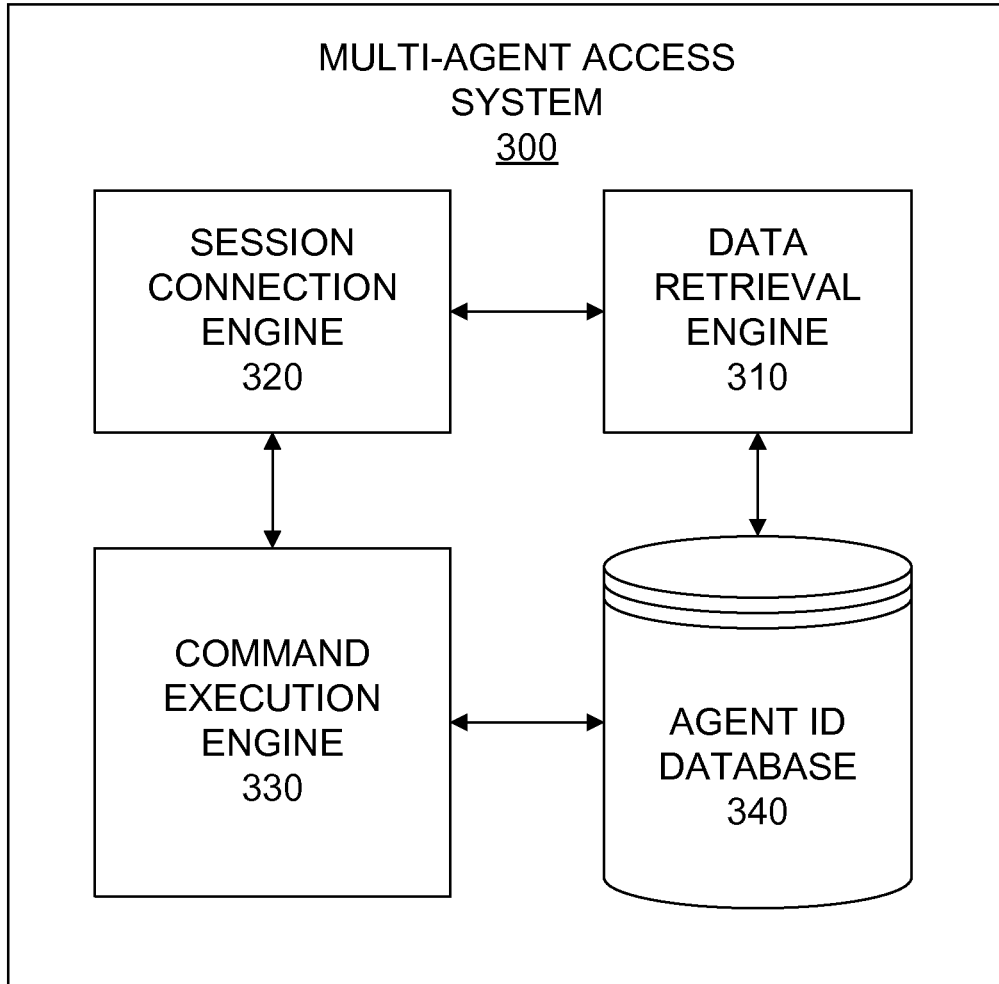 MULTI-AGENT ACCESS
SYSTEM
300
SESSION
CONNECTION
ENGINE
320
DATA
RETRIEVAL
ENGINE
310
COMMAND
EXECUTION
ENGINE
330
AGENT ID
DATABASE
340